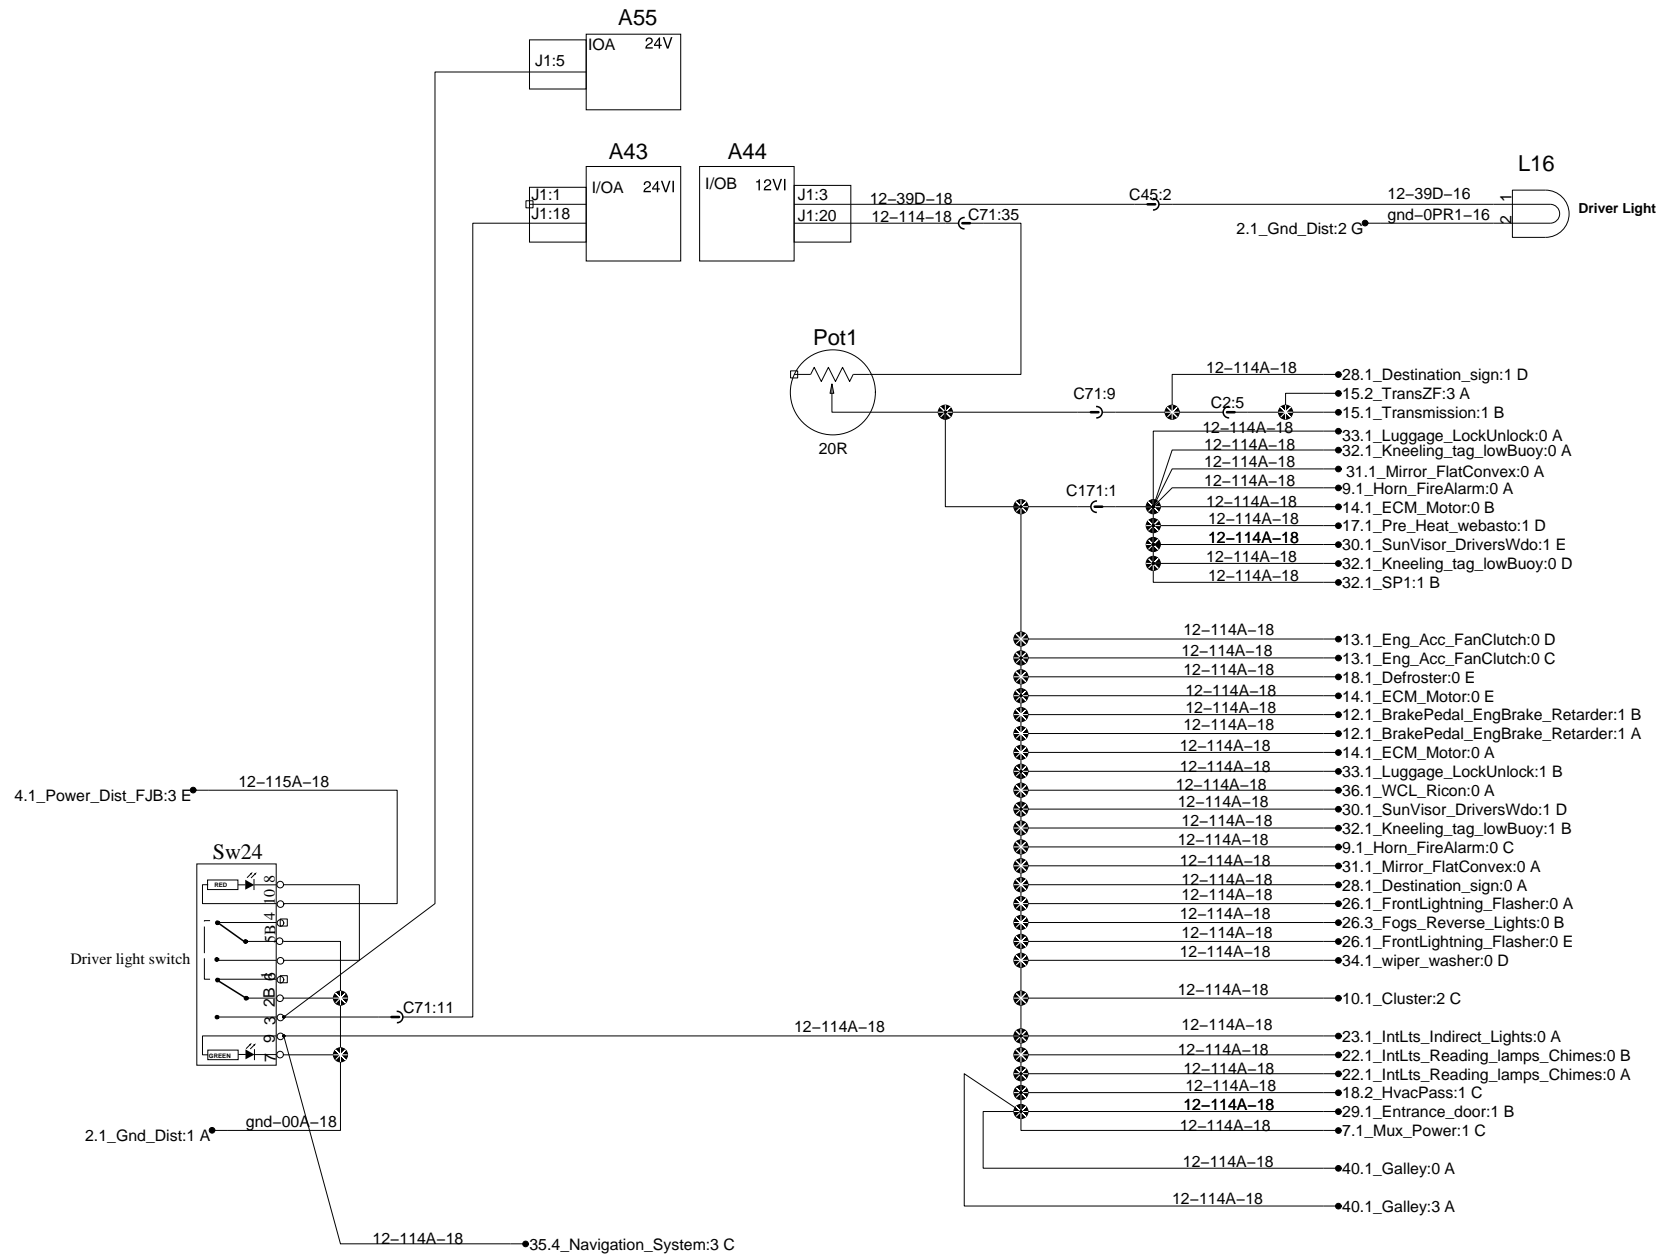 A55
IOA 24V
J1:5
A43
I/OA 24VI
J1:1
J1:18
A44
I/OB 12VI
J1:3
J1:20
12-39D-18
12-114-18
C71:35
C45:2
12-39D-16
gnd-0PR1-16
2.1_Gnd_Dist:2 G
L16
1
2
Driver Light
Pot1
20R
C71:9
C2:5
C171:1
12-114A-18 28.1_Destination_sign:1 D
15.2_TransZF:3 A
15.1_Transmission:1 B
12-114A-18 33.1_Luggage_LockUnlock:0 A
12-114A-18 32.1_Kneeling_tag_lowBuoy:0 A
12-114A-18 31.1_Mirror_FlatConvex:0 A
12-114A-18 9.1_Horn_FireAlarm:0 A
12-114A-18 14.1_ECM_Motor:0 B
12-114A-18 17.1_Pre_Heat_webasto:1 D
12-114A-18 30.1_SunVisor_DriversWdo:1 E
12-114A-18 32.1_Kneeling_tag_lowBuoy:0 D
12-114A-18 32.1_SP1:1 B
12-114A-18 13.1_Eng_Acc_FanClutch:0 D
12-114A-18 13.1_Eng_Acc_FanClutch:0 C
12-114A-18 18.1_Defroster:0 E
12-114A-18 14.1_ECM_Motor:0 E
12-114A-18 12.1_BrakePedal_EngBrake_Retarder:1 B
12-114A-18 12.1_BrakePedal_EngBrake_Retarder:1 A
12-114A-18 14.1_ECM_Motor:0 A
12-114A-18 33.1_Luggage_LockUnlock:1 B
12-114A-18 36.1_WCL_Ricon:0 A
12-114A-18 30.1_SunVisor_DriversWdo:1 D
12-114A-18 32.1_Kneeling_tag_lowBuoy:1 B
12-114A-18 9.1_Horn_FireAlarm:0 C
12-114A-18 31.1_Mirror_FlatConvex:0 A
12-114A-18 28.1_Destination_sign:0 A
12-114A-18 26.1_FrontLightning_Flasher:0 A
12-114A-18 26.3_Fogs_Reverse_Lights:0 B
12-114A-18 26.1_FrontLightning_Flasher:0 E
12-114A-18 34.1_wiper_washer:0 D
12-114A-18 10.1_Cluster:2 C
12-114A-18 23.1_IntLts_Indirect_Lights:0 A
12-114A-18 22.1_IntLts_Reading_lamps_Chimes:0 B
12-114A-18 22.1_IntLts_Reading_lamps_Chimes:0 A
12-114A-18 18.2_HvacPass:1 C
12-114A-18 29.1_Entrance_door:1 B
12-114A-18 7.1_Mux_Power:1 C
12-114A-18 40.1_Galley:0 A
12-114A-18 40.1_Galley:3 A
12-115A-18
4.1_Power_Dist_FJB:3 E
Sw24
RED
8
10
4
5B
6
2B
3
9
7
GREEN
Driver light switch
C71:11
12-114A-18
gnd-00A-18
2.1_Gnd_Dist:1 A
12-114A-18 35.4_Navigation_System:3 C